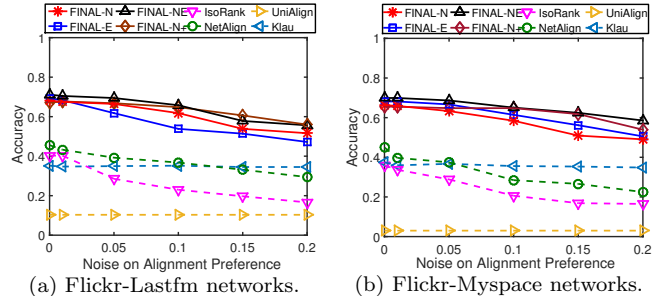 FINAL-N FINAL-NE IsoRank UniAlign
FINAL-E FINAL-N+ NetAlign Klau
1
0.8
0.6
0.4
0.2
0
Accuracy
0 0.05 0.1 0.15 0.2
Noise on Alignment Preference
(a) Flickr-Lastfm networks.
FINAL-N FINAL-NE IsoRank UniAlign
FINAL-E FINAL-N+ NetAlign Klau
1
0.8
0.6
0.4
0.2
0
Accuracy
0 0.05 0.1 0.15 0.2
Noise on Alignment Preference
(b) Flickr-Myspace networks.